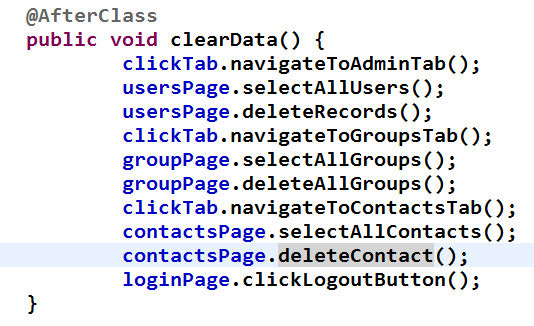 @AfterClass
public void clearData() {
clickTab.navigateToAdminTab();
usersPage.selectAllUsers();
usersPage.deleteRecords();
clickTab.navigateToGroupsTab();
groupPage.selectAllGroups();
groupPage.deleteAllGroups();
clickTab.navigateToContactsTab();
contactsPage.selectAllContacts();
contactsPage.deleteContact();
loginPage.clickLogoutButton();
}